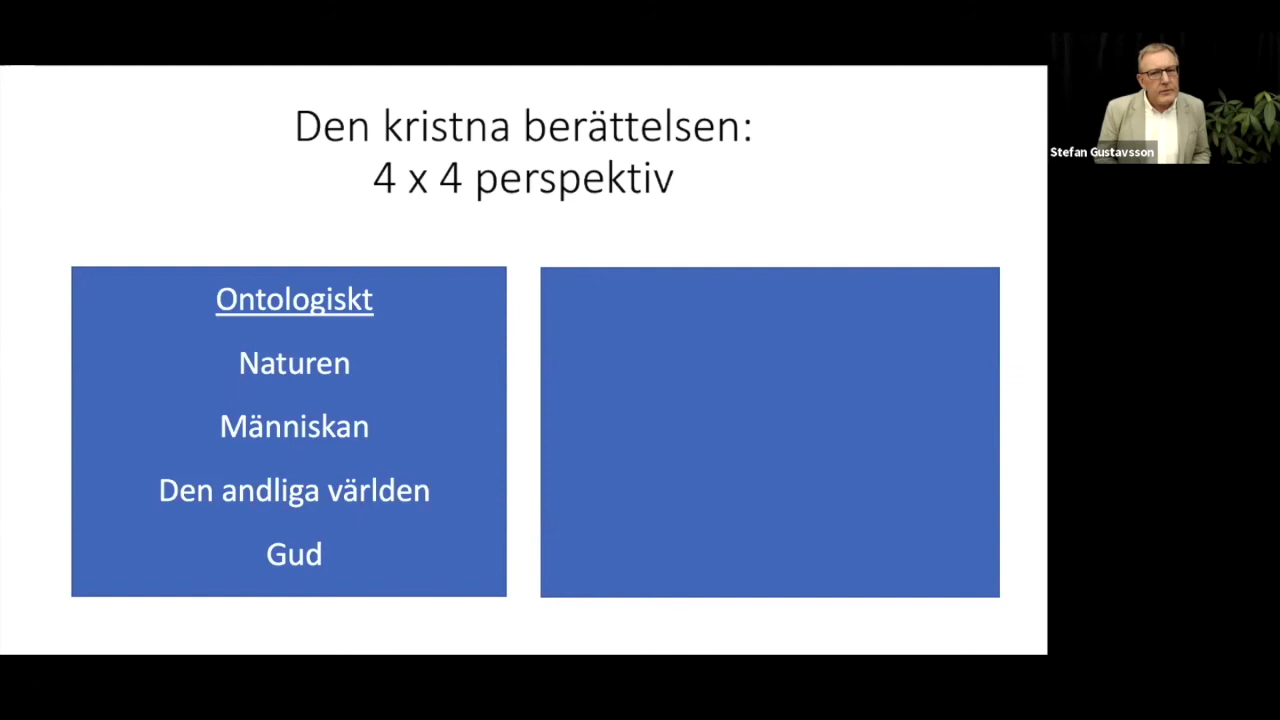 Den kristna berättelsen:
4 x 4 perspektiv
Ontologiskt
Naturen
Människan
Den andliga världen
Gud
Stefan Gustavsson